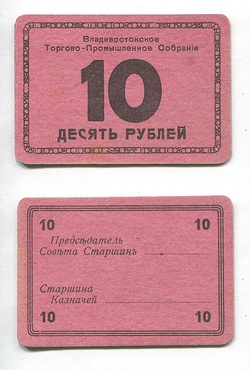 Владивостокское
Торгово-Промышленное Собраніе
10
ДЕСЯТЬ РУБЛЕЙ
10 10
Предсѣдатель
Совѣта Старшинъ
Старшина
Казначей
10 10